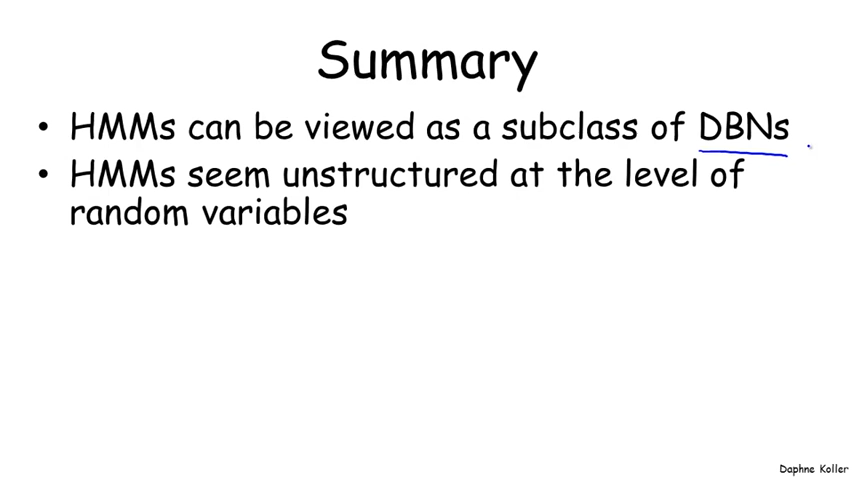 Summary
• HMMs can be viewed as a subclass of DBNs
• HMMs seem unstructured at the level of
random variables
Daphne Koller